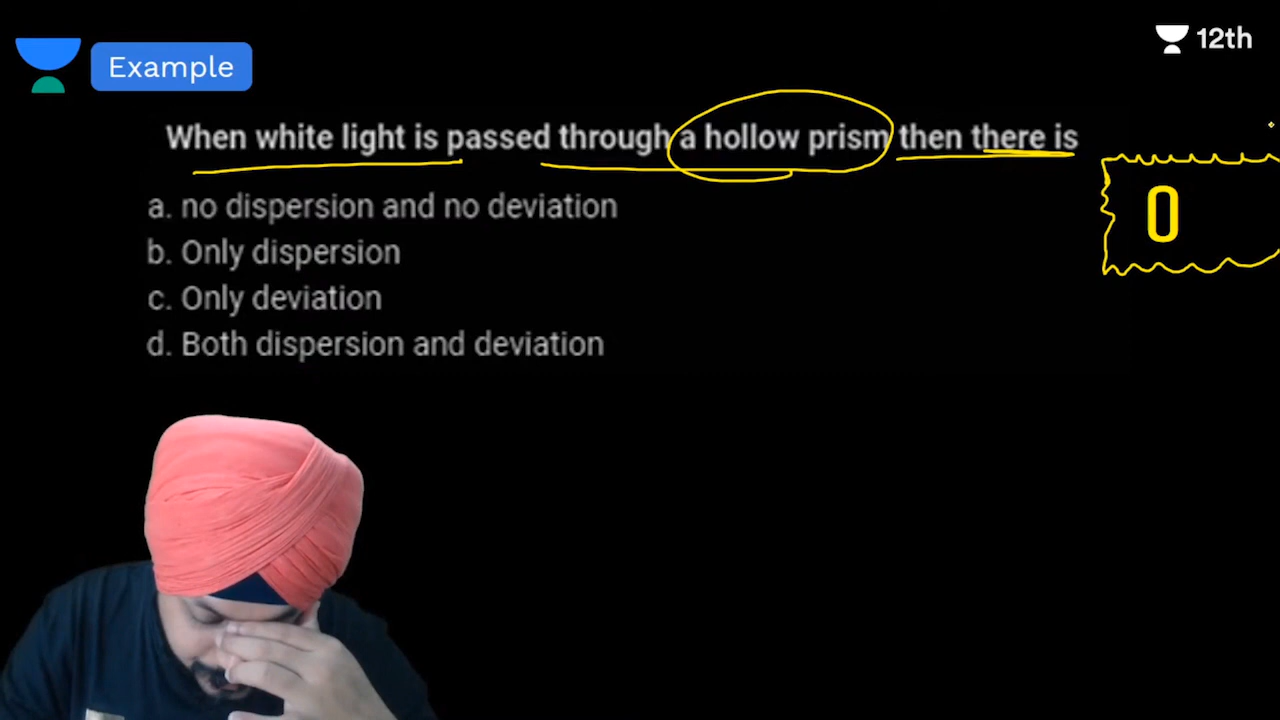 Example
12th
When white light is passed through a hollow prism then there is
0
a. no dispersion and no deviation
b. Only dispersion
c. Only deviation
d. Both dispersion and deviation